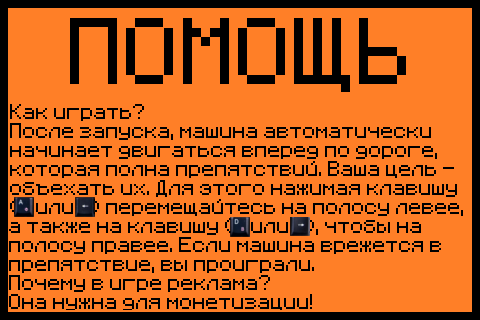 ПОМОЩЬ
Как играть?
После запуска, машина автоматически
начинает двигаться вперед по дороге,
которая полна препятствий. Ваша цель -
объехать их. Для этого нажимая клавишу
(A или ←) перемещайтесь на полосу левее,
а также на клавишу (D или →), чтобы на
полосу правее. Если машина врежется в
препятствие, вы проиграли.
Почему в игре реклама?
Она нужна для монетизации!